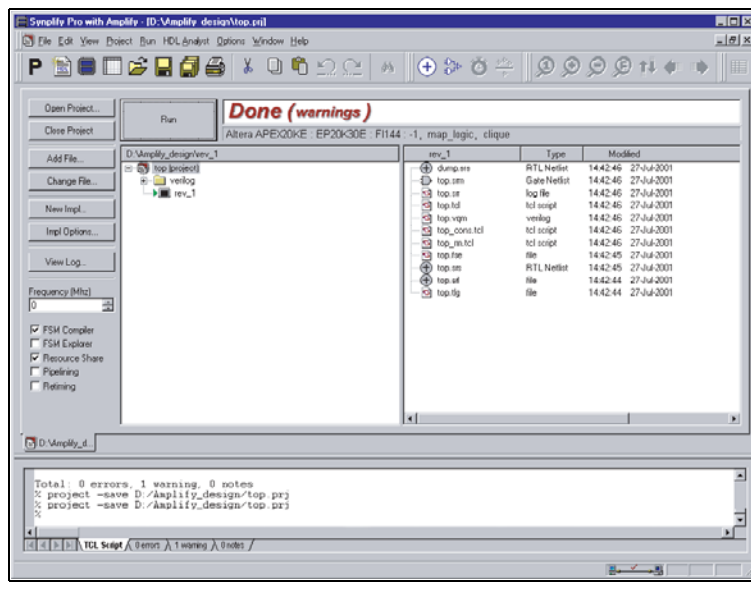 Synplify Pro with Amplify - [D:\Amplify_design\top.prj]
File Edit View Project Run HDL Analyst Options Window Help
P
Open Project...
Close Project
Add File...
Change File...
New Impl...
Impl Options...
View Log...
Frequency (Mhz)
0
FSM Compiler
FSM Explorer
Resource Share
Pipelining
Retiming
Run
Done (warnings)
Altera APEX20KE : EP20K30E : FI144 : -1, map_logic, clique
D:\Amplify_design\rev_1
top (project)
verilog
rev_1
rev_1 Type Modified
dump.srs RTL Netlist 14:42:46 27-Jul-2001
top.srm Gate Netlist 14:42:46 27-Jul-2001
top.srr log file 14:42:46 27-Jul-2001
top.tcl tcl script 14:42:46 27-Jul-2001
top.vqm verilog 14:42:46 27-Jul-2001
top_cons.tcl tcl script 14:42:46 27-Jul-2001
top_rm.tcl tcl script 14:42:46 27-Jul-2001
top.fse file 14:42:45 27-Jul-2001
top.srs RTL Netlist 14:42:45 27-Jul-2001
file 14:42:44 27-Jul-2001
top.tlg file 14:42:44 27-Jul-2001
D:\Amplify_d...
Total: 0 errors, 1 warning, 0 notes
% project -save D:/Amplify_design/top.prj
% project -save D:/Amplify_design/top.prj
%
TCL Script 0 errors 1 warning 0 notes